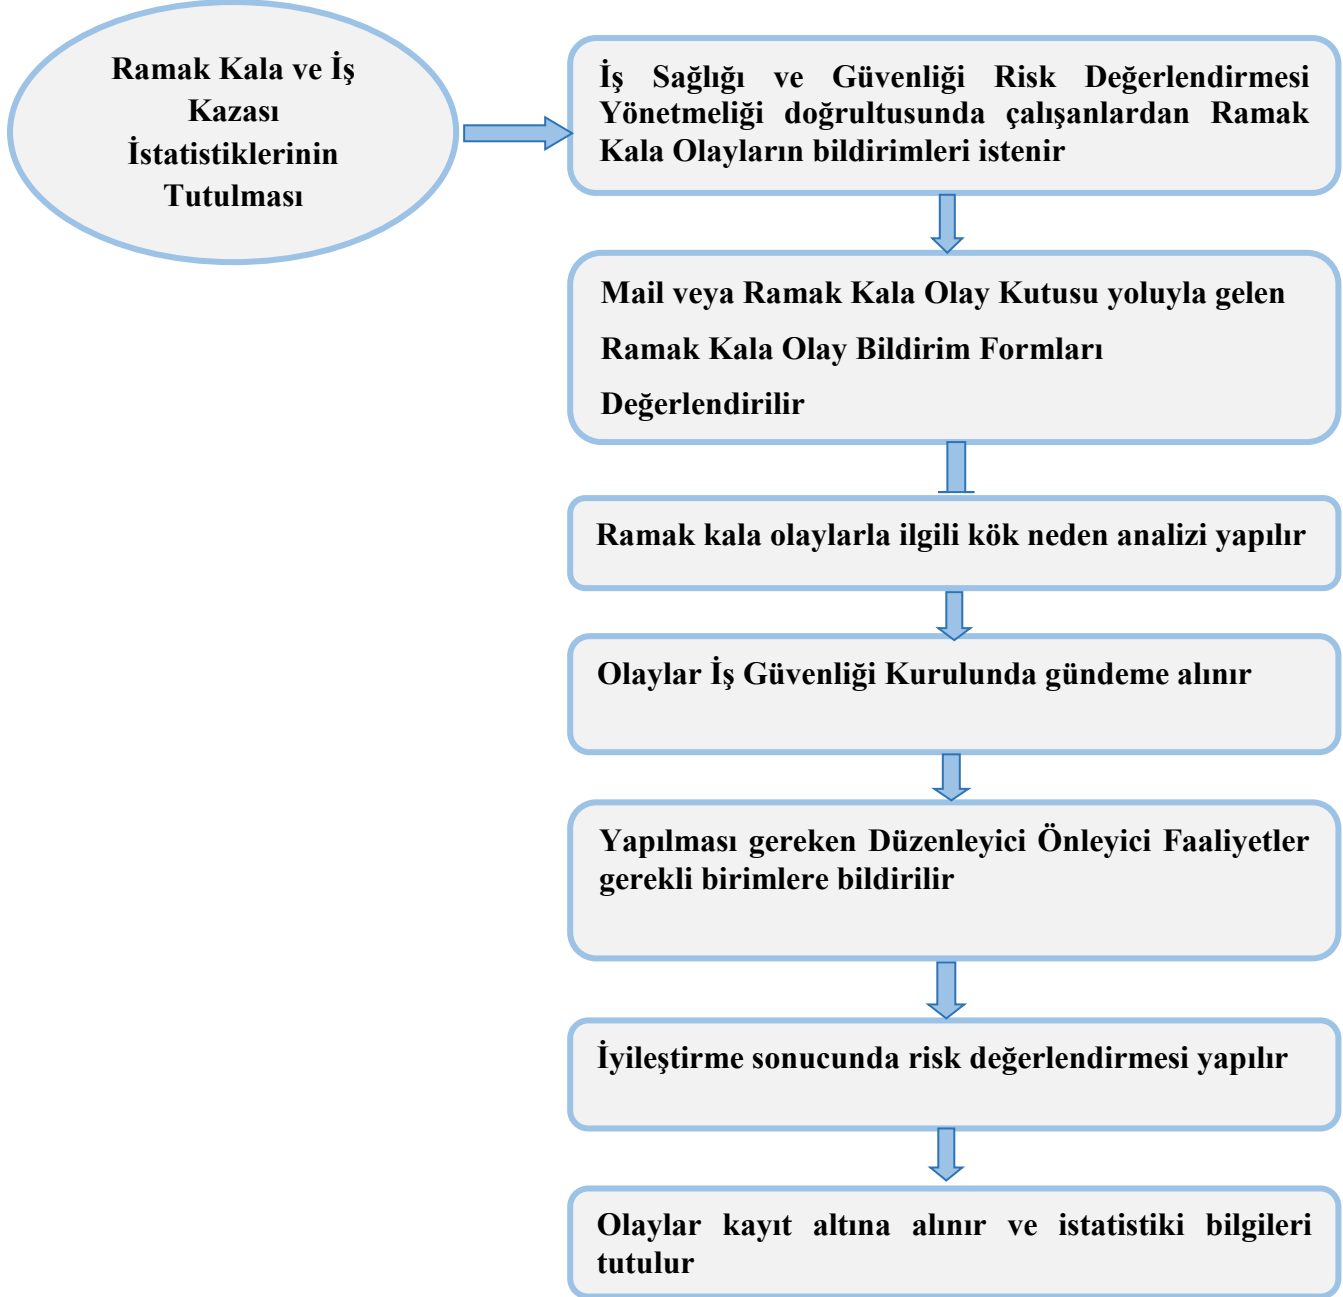 Ramak Kala ve İş
Kazası
İstatistiklerinin
Tutulması
İş Sağlığı ve Güvenliği Risk Değerlendirmesi
Yönetmeliği doğrultusunda çalışanlardan Ramak
Kala Olayların bildirimleri istenir
Mail veya Ramak Kala Olay Kutusu yoluyla gelen
Ramak Kala Olay Bildirim Formları
Değerlendirilir
Ramak kala olaylarla ilgili kök neden analizi yapılır
Olaylar İş Güvenliği Kurulunda gündeme alınır
Yapılması gereken Düzenleyici Önleyici Faaliyetler
gerekli birimlere bildirilir
İyileştirme sonucunda risk değerlendirmesi yapılır
Olaylar kayıt altına alınır ve istatistiki bilgileri
tutulur